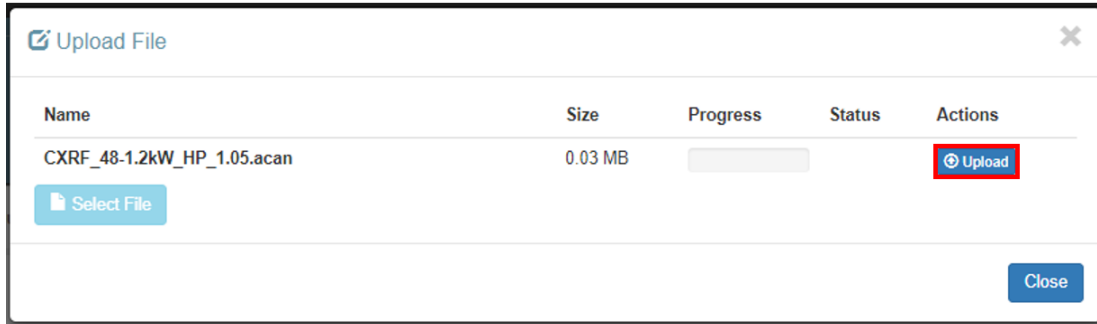 Upload File
Name Size Progress Status Actions
CXRF_48-1.2kW_HP_1.05.acan 0.03 MB Upload
Select File
Close